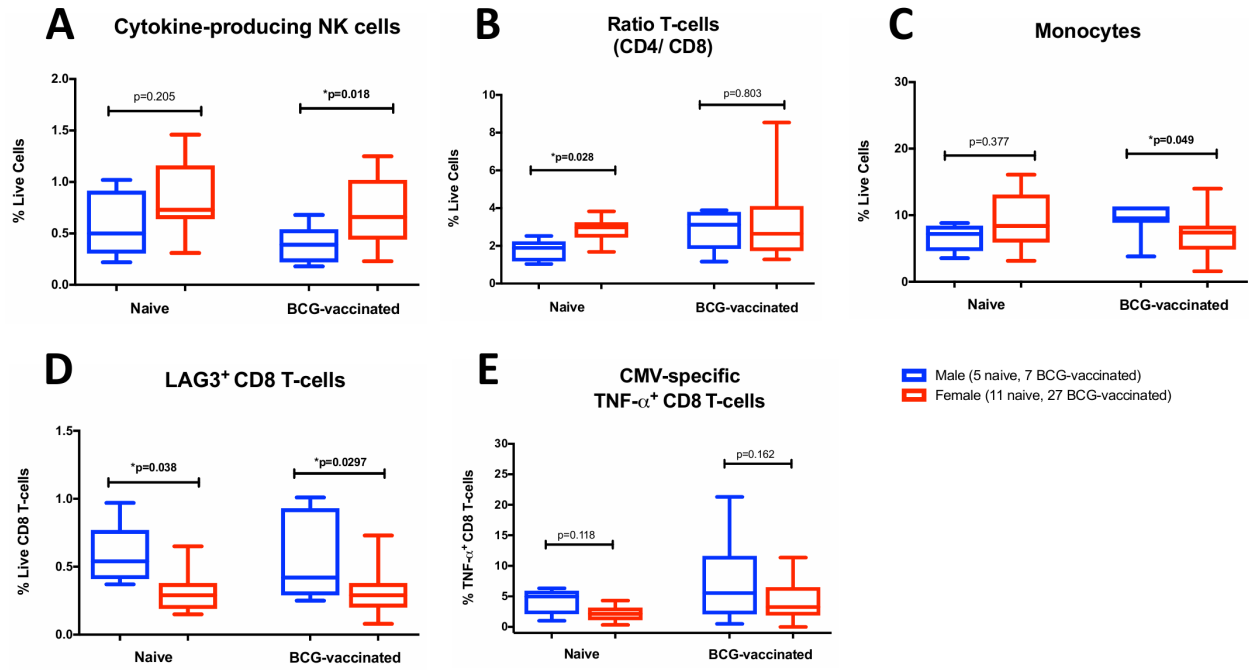 A
Cytokine-producing NK cells
% Live Cells
2.0
1.5
1.0
0.5
0.0
p=0.205
*p=0.018
Naive
BCG-vaccinated
B
Ratio T-cells
(CD4/ CD8)
% Live Cells
10
8
6
4
2
0
*p=0.028
p=0.803
Naive
BCG-vaccinated
C
Monocytes
% Live Cells
30
20
10
0
p=0.377
*p=0.049
Naive
BCG-vaccinated
D
LAG3⁺ CD8 T-cells
% Live CD8 T-cells
1.5
1.0
0.5
0.0
*p=0.038
*p=0.0297
Naive
BCG-vaccinated
E
CMV-specific
TNF-α⁺ CD8 T-cells
% TNF-α⁺ CD8 T-cells
30
25
20
15
10
5
0
p=0.118
p=0.162
Naive
BCG-vaccinated
Male (5 naive, 7 BCG-vaccinated)
Female (11 naive, 27 BCG-vaccinated)